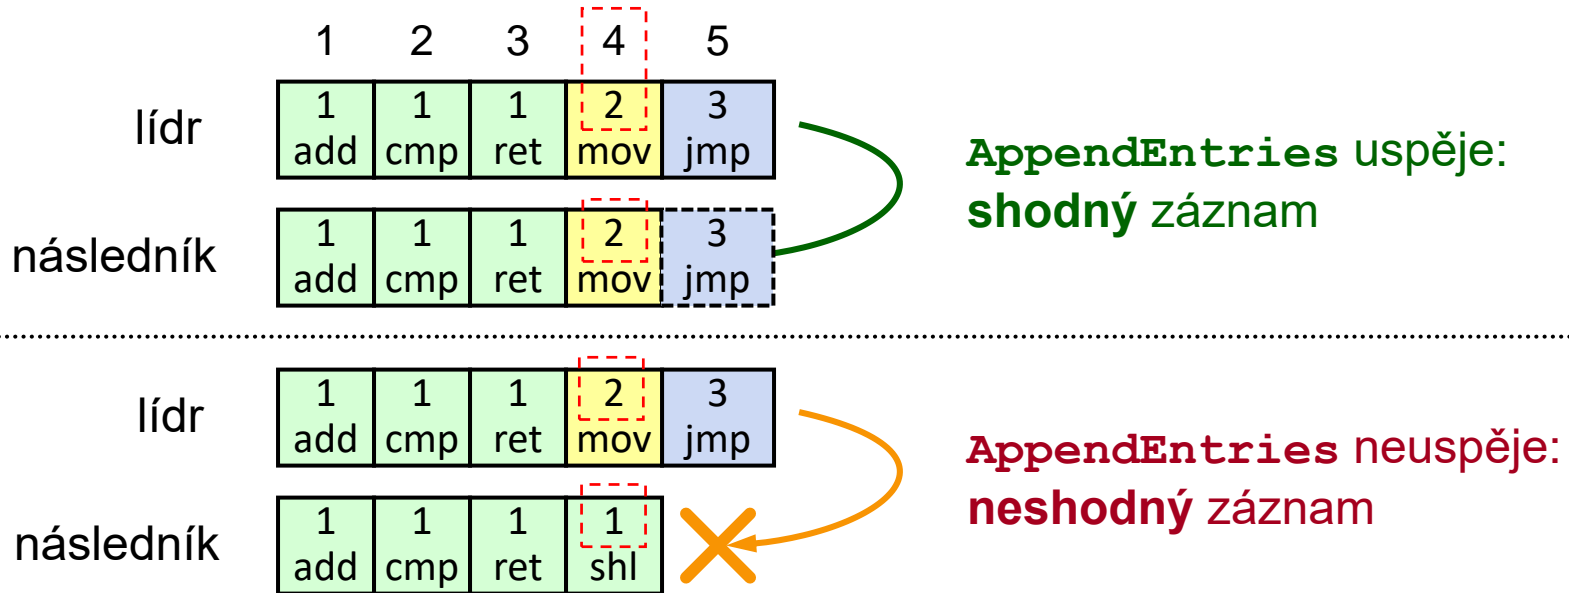 1 2 3 4 5
lídr
1 1 1 2 3
add cmp ret mov jmp
AppendEntries uspěje:
shodný záznam
následník
1 1 1 2 3
add cmp ret mov jmp
lídr
1 1 1 2 3
add cmp ret mov jmp
AppendEntries neuspěje:
neshodný záznam
následník
1 1 1 1
add cmp ret shl